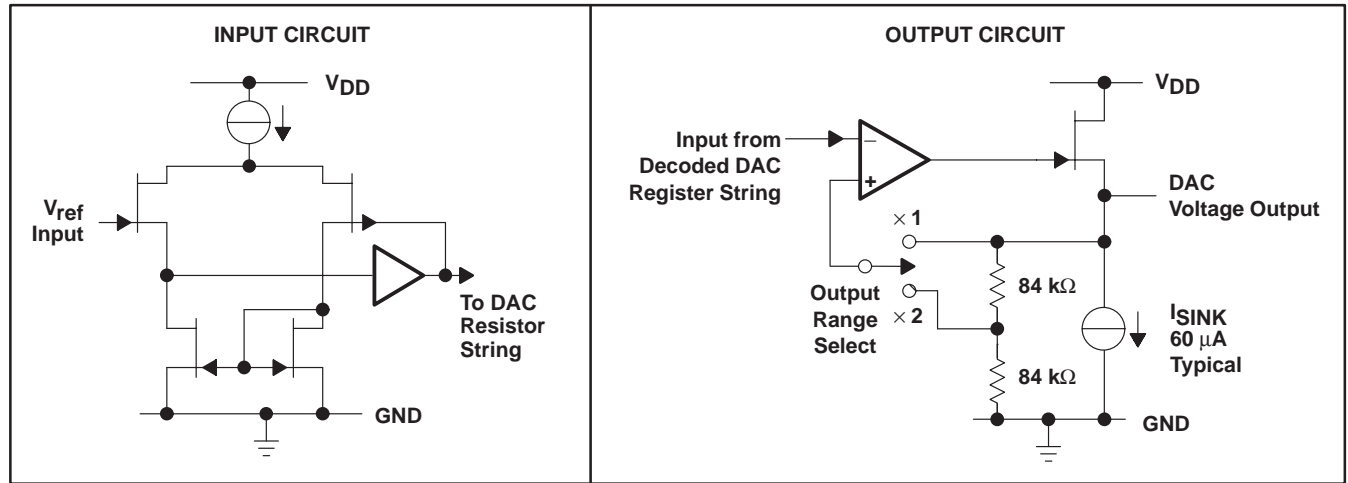 INPUT CIRCUIT
VDD
Vref
Input
To DAC
Resistor
String
GND
OUTPUT CIRCUIT
VDD
Input from
Decoded DAC
Register String
−
+
DAC
Voltage Output
× 1
Output
Range
Select
× 2
84 kΩ
84 kΩ
ISINK
60 μA
Typical
GND